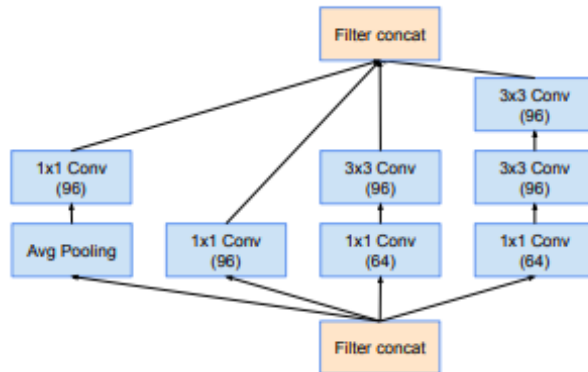 Filter concat
3x3 Conv
(96)
1x1 Conv
(96)
3x3 Conv
(96)
3x3 Conv
(96)
Avg Pooling
1x1 Conv
(96)
1x1 Conv
(64)
1x1 Conv
(64)
Filter concat